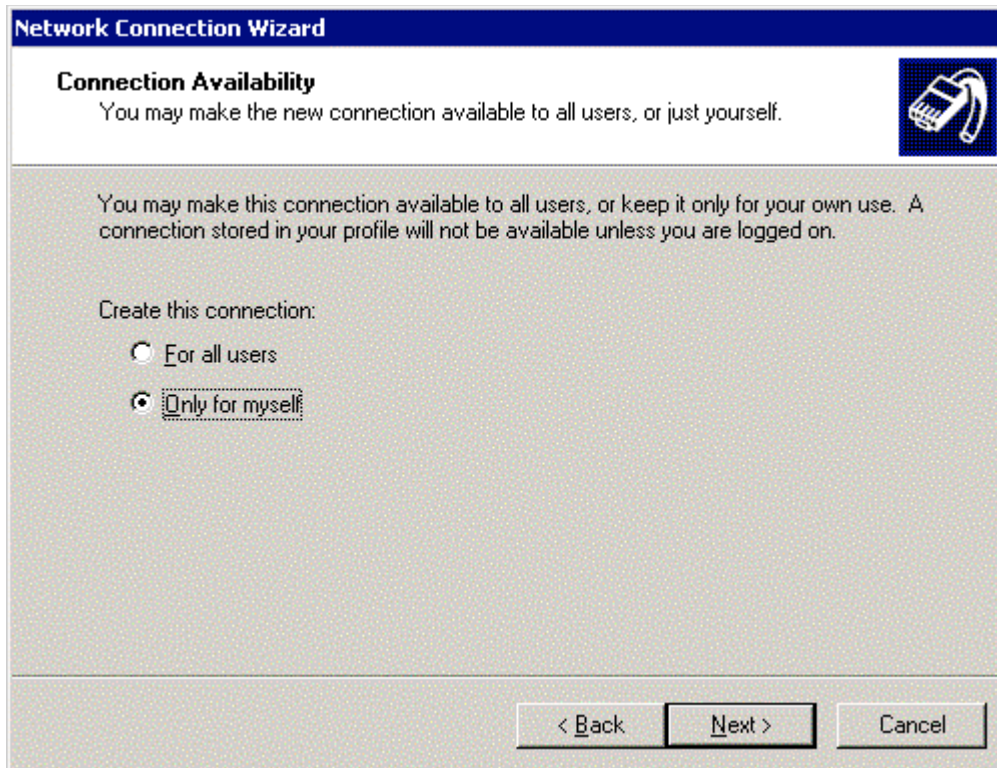 Network Connection Wizard
Connection Availability
You may make the new connection available to all users, or just yourself.
You may make this connection available to all users, or keep it only for your own use. A
connection stored in your profile will not be available unless you are logged on.
Create this connection:
For all users
Only for myself
< Back Next > Cancel